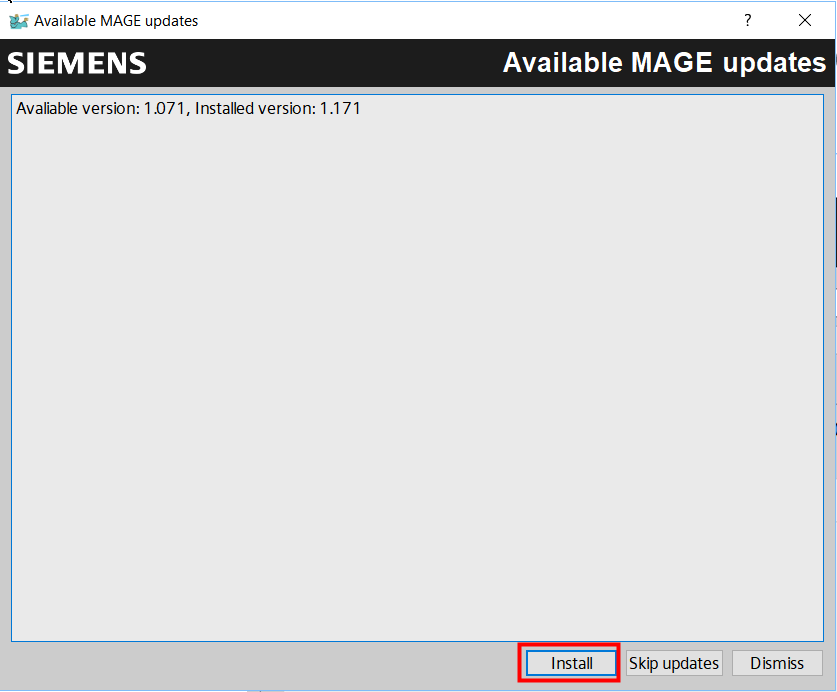 Available MAGE updates
?
SIEMENS
Available MAGE updates
Avaliable version: 1.071, Installed version: 1.171
Install
Skip updates
Dismiss